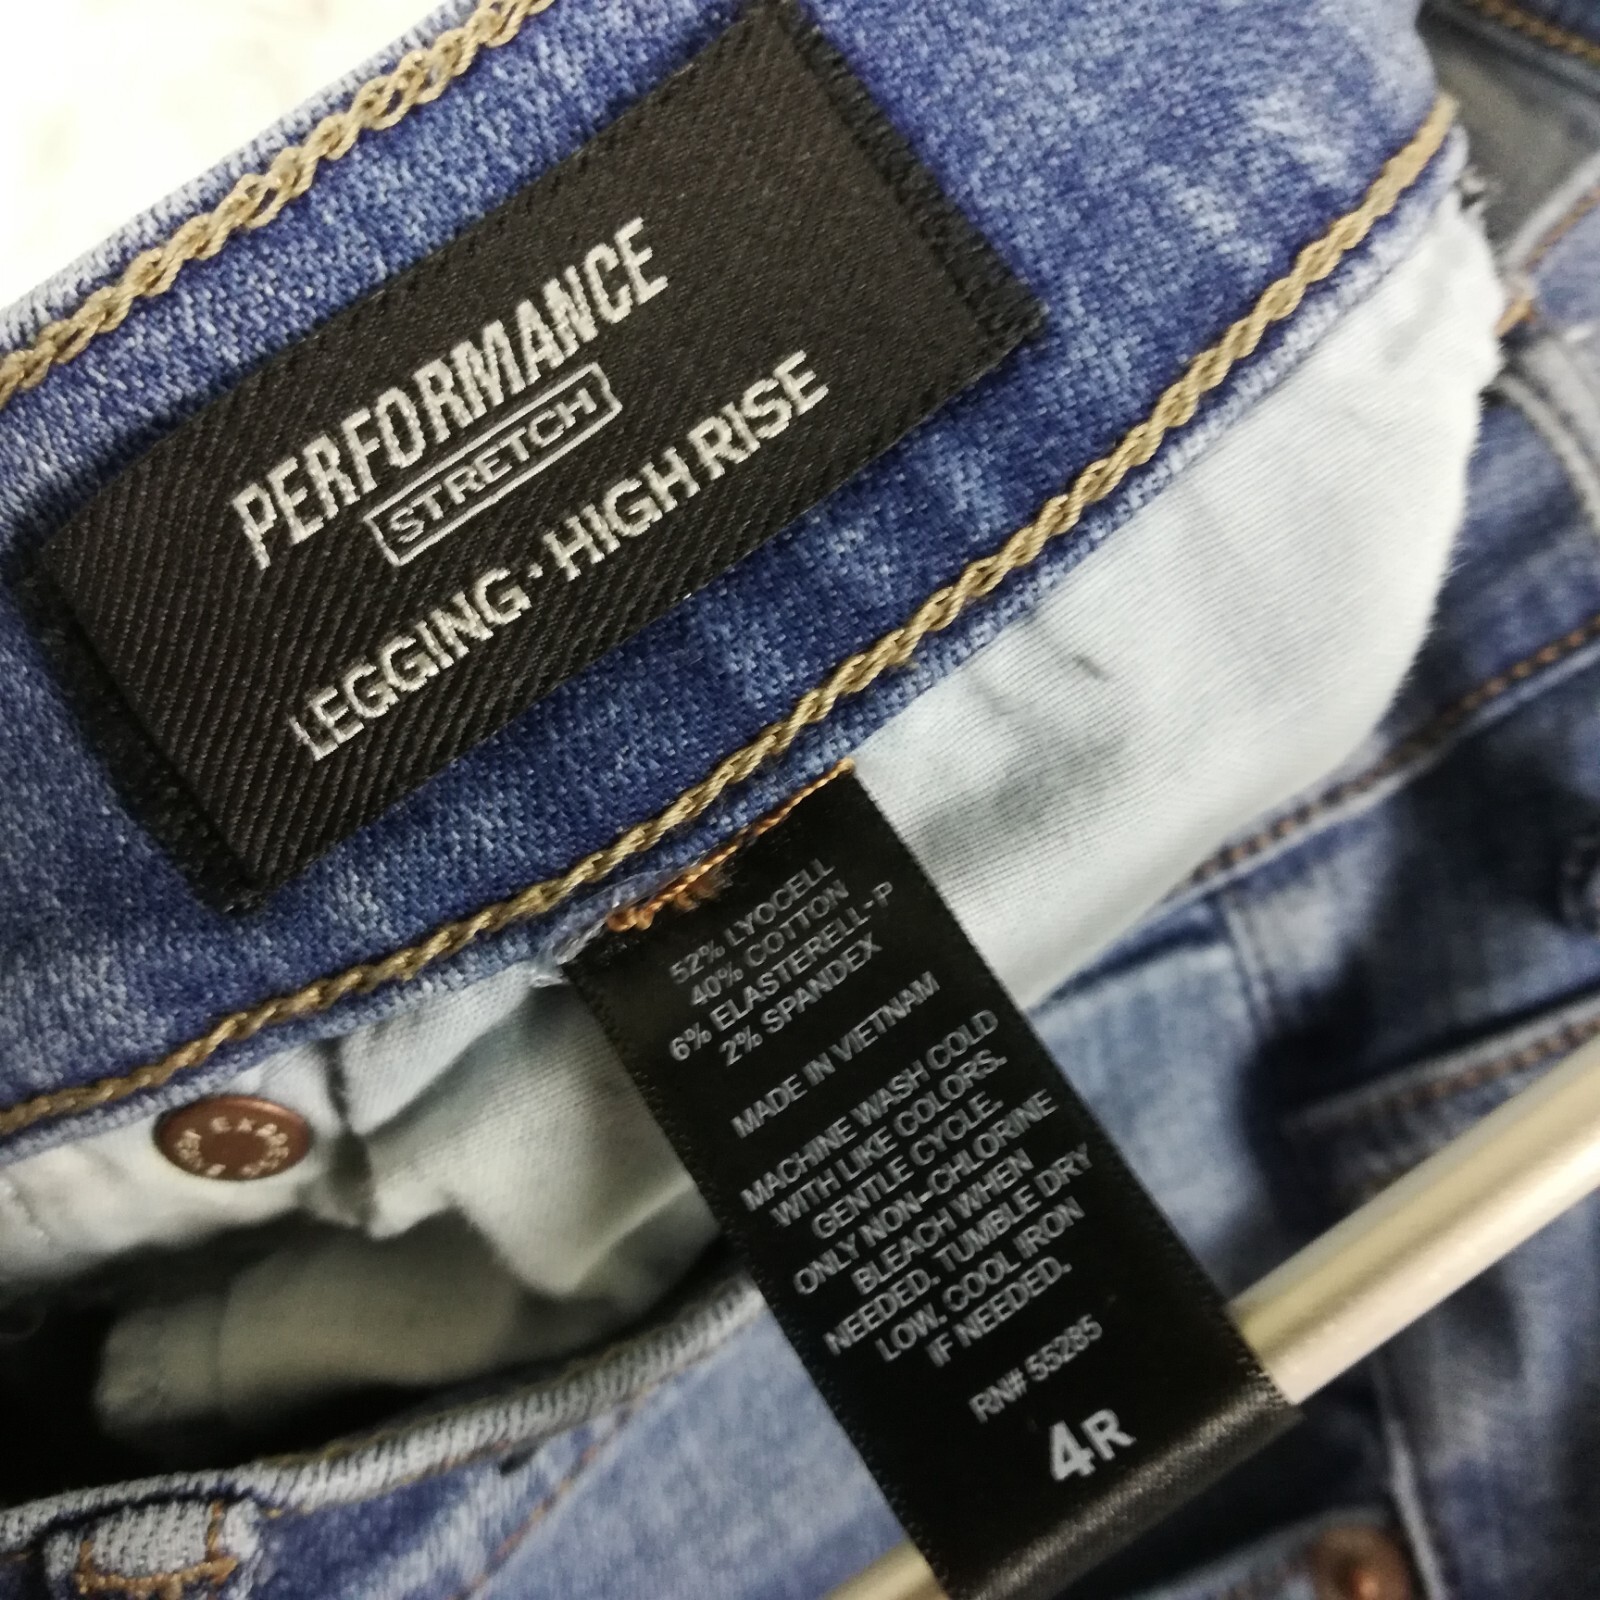 PERFORMANCE
STRETCH
LEGGING · HIGH RISE
52% LYOCELL
40% COTTON
6% ELASTERELL-P
2% SPANDEX
MADE IN VIETNAM
MACHINE WASH COLD
WITH LIKE COLORS.
GENTLE CYCLE.
ONLY NON-CHLORINE
BLEACH WHEN
NEEDED. TUMBLE DRY
LOW. COOL IRON
IF NEEDED.
RN# 55285
4R